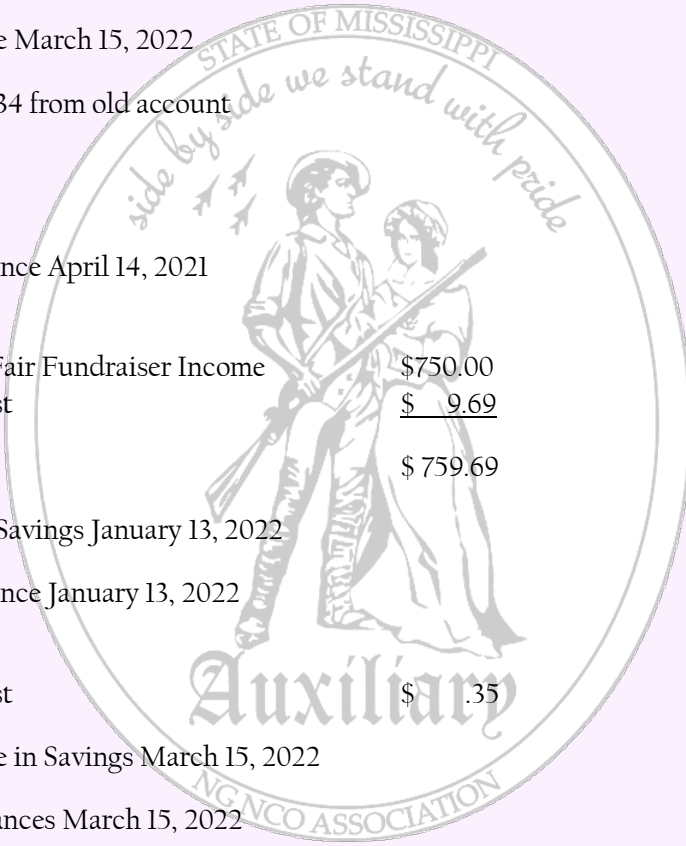 STATE OF MISSISSIPPI
side by side we stand with pride
e March 15, 2022
34 from old account
nce April 14, 2021
Fair Fundraiser Income $750.00
st $ 9.69
$ 759.69
Savings January 13, 2022
nce January 13, 2022
st $ .35
Auxiliary
e in Savings March 15, 2022
ances March 15, 2022
NG NCO ASSOCIATION